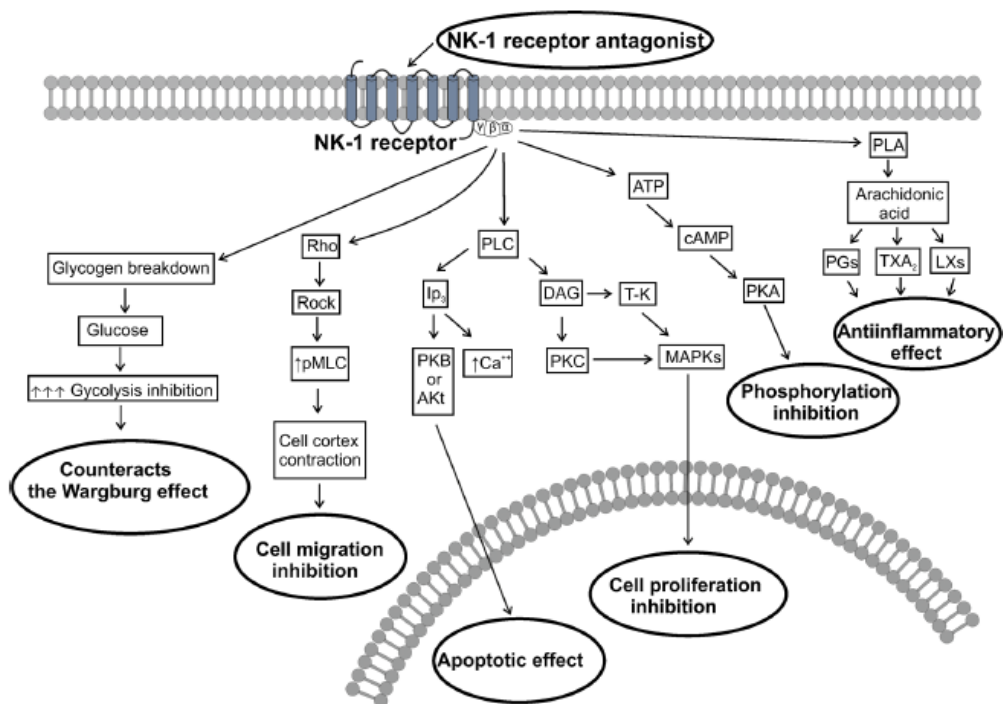 NK-1 receptor antagonist
NK-1 receptor
γ β α
PLA
Arachidonic
acid
PGs
TXA₂
LXs
Antiinflammatory
effect
ATP
cAMP
PKA
Phosphorylation
inhibition
PLC
Ip₃
DAG
T-K
PKB
or
AKt
↑Ca⁺⁺
PKC
MAPKs
Cell proliferation
inhibition
Apoptotic effect
Rho
Rock
↑pMLC
Cell cortex
contraction
Cell migration
inhibition
Glycogen breakdown
Glucose
↑↑↑ Gycolysis inhibition
Counteracts
the Wargburg effect